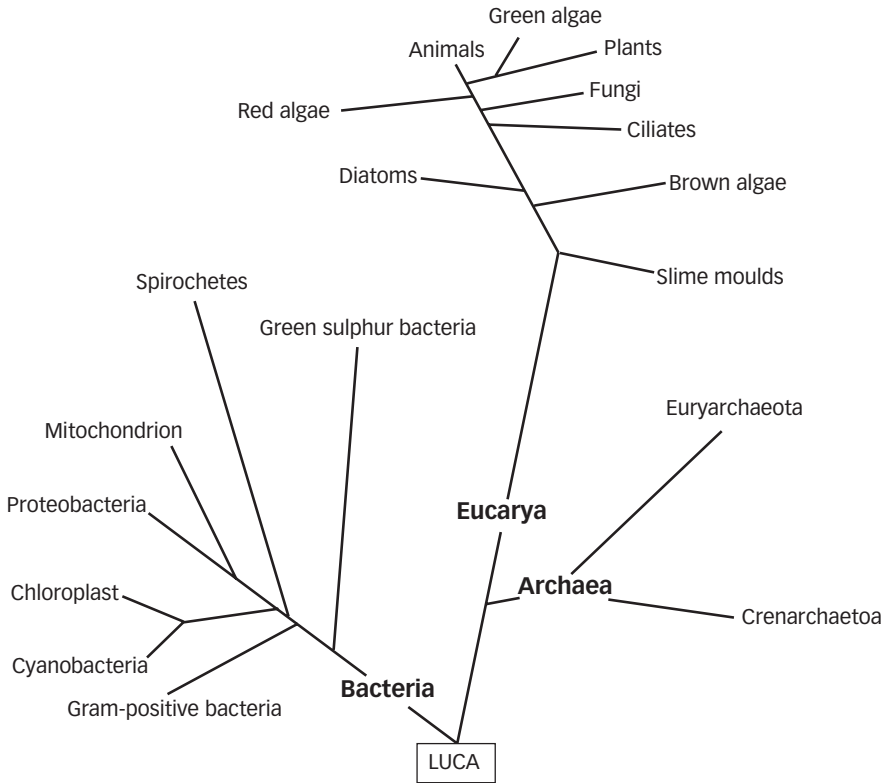 Green algae
Animals
Plants
Fungi
Red algae
Ciliates
Diatoms
Brown algae
Slime moulds
Spirochetes
Green sulphur bacteria
Euryarchaeota
Mitochondrion
Proteobacteria
Eucarya
Archaea
Chloroplast
Crenarchaetoa
Cyanobacteria
Bacteria
Gram-positive bacteria
LUCA